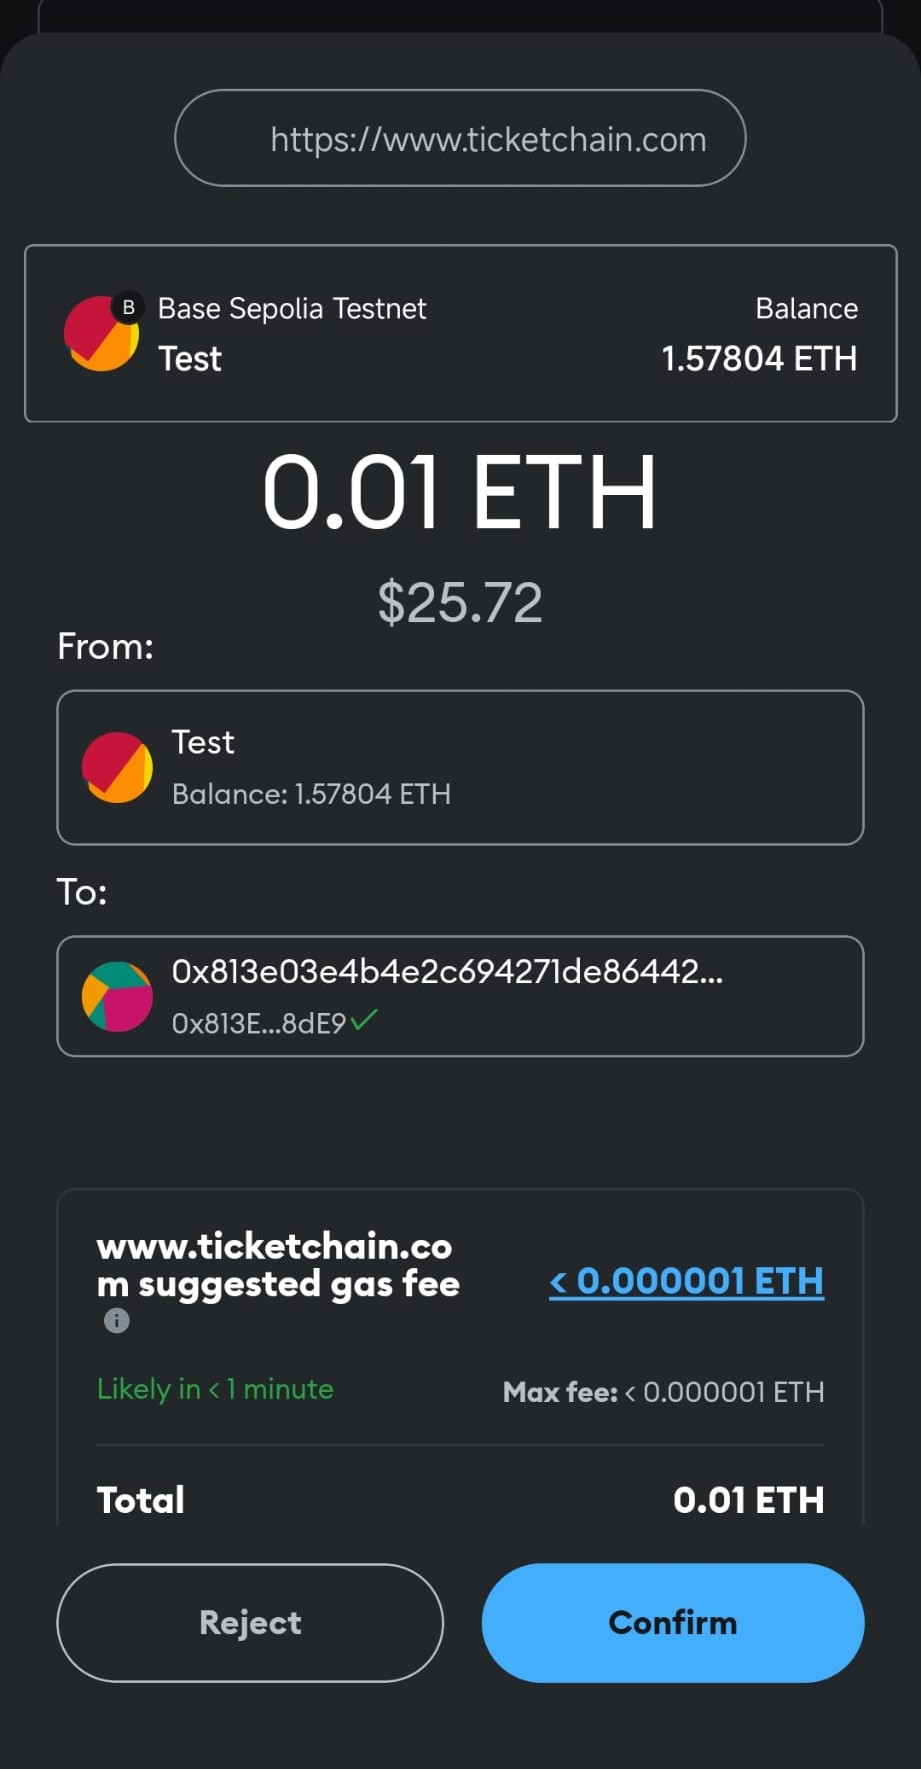 https://www.ticketchain.com
B
Base Sepolia Testnet
Balance
Test
1.57804 ETH
0.01 ETH
$25.72
From:
Test
Balance: 1.57804 ETH
To:
0x813e03e4b4e2c694271de86442...
0x813E...8dE9
www.ticketchain.co
m suggested gas fee
< 0.000001 ETH
i
Likely in < 1 minute
Max fee: < 0.000001 ETH
Total
0.01 ETH
Reject
Confirm